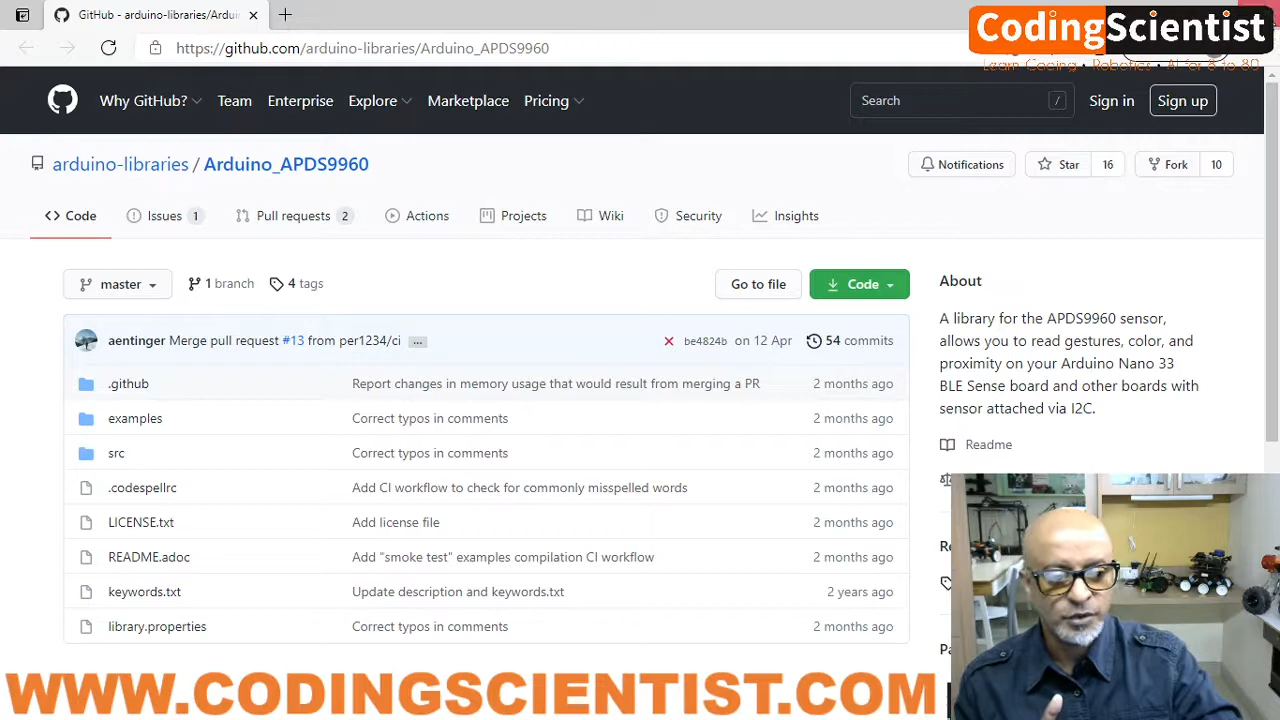 GitHub - arduino-libraries/Ardui
CodingScientist
Learn Coding • Robotics • AI for 8 to 80
https://github.com/arduino-libraries/Arduino_APDS9960
Why GitHub? Team Enterprise Explore Marketplace Pricing Search / Sign in Sign up
arduino-libraries / Arduino_APDS9960 Notifications Star 16 Fork 10
Code Issues 1 Pull requests 2 Actions Projects Wiki Security Insights
master 1 branch 4 tags Go to file Code
aentinger Merge pull request #13 from per1234/ci ... be4824b on 12 Apr 54 commits
.github Report changes in memory usage that would result from merging a PR 2 months ago
examples Correct typos in comments 2 months ago
src Correct typos in comments 2 months ago
.codespellrc Add CI workflow to check for commonly misspelled words 2 months ago
LICENSE.txt Add license file 2 months ago
README.adoc Add "smoke test" examples compilation CI workflow 2 months ago
keywords.txt Update description and keywords.txt 2 years ago
library.properties Correct typos in comments 2 months ago
About
A library for the APDS9960 sensor,
allows you to read gestures, color, and
proximity on your Arduino Nano 33
BLE Sense board and other boards with
sensor attached via I2C.
Readme
WWW.CODINGSCIENTIST.COM